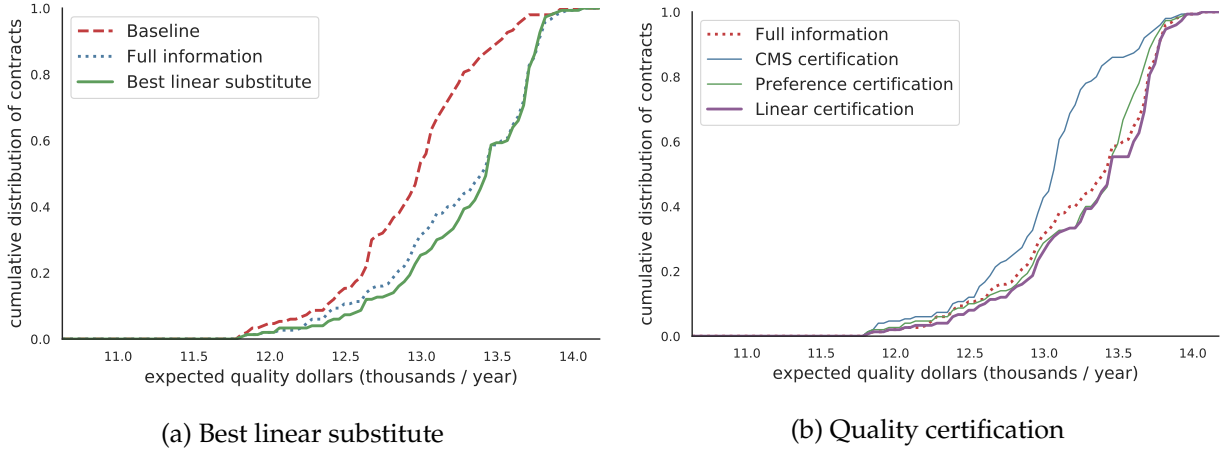 cumulative distribution of contracts
1.0
0.8
0.6
0.4
0.2
0.0
Baseline
Full information
Best linear substitute
11.0 11.5 12.0 12.5 13.0 13.5 14.0
expected quality dollars (thousands / year)
(a) Best linear substitute
cumulative distribution of contracts
1.0
0.8
0.6
0.4
0.2
0.0
Full information
CMS certification
Preference certification
Linear certification
11.0 11.5 12.0 12.5 13.0 13.5 14.0
expected quality dollars (thousands / year)
(b) Quality certification